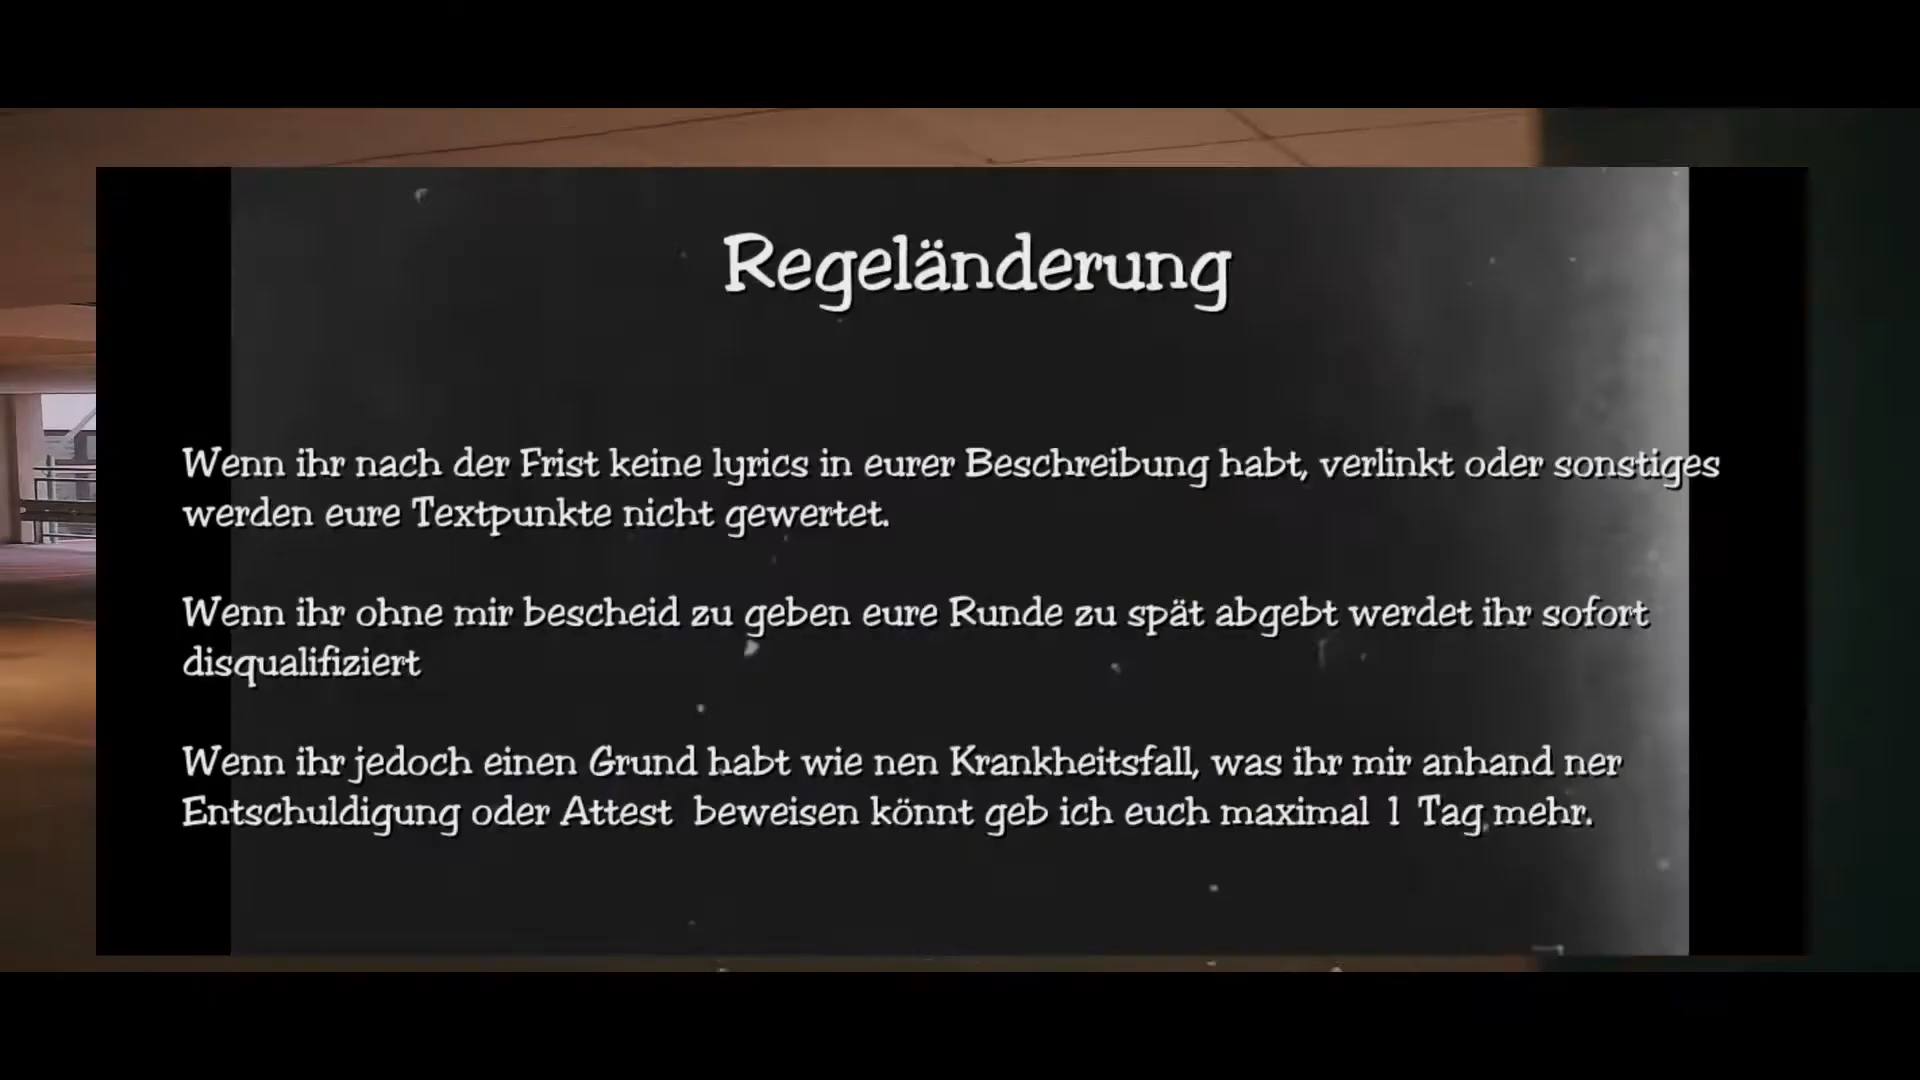 Regeländerung
Wenn ihr nach der Frist keine lyrics in eurer Beschreibung habt, verlinkt oder sonstiges
werden eure Textpunkte nicht gewertet.
Wenn ihr ohne mir bescheid zu geben eure Runde zu spät abgebt werdet ihr sofort
disqualifiziert
Wenn ihr jedoch einen Grund habt wie nen Krankheitsfall, was ihr mir anhand ner
Entschuldigung oder Attest beweisen könnt geb ich euch maximal 1 Tag mehr.